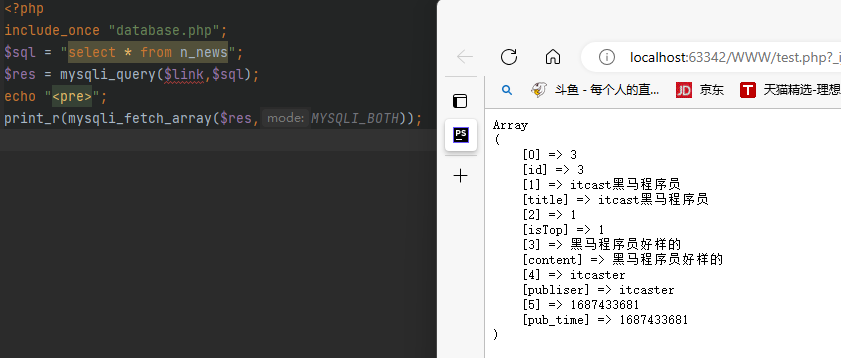 <?php
include_once "database.php";
$sql = "select * from n_news";
$res = mysqli_query($link,$sql);
echo "<pre>";
print_r(mysqli_fetch_array($res, mode: MYSQLI_BOTH));
localhost:63342/WWW/test.php?_i
斗鱼 - 每个人的直...
JD 京东
T 天猫精选-理想
PS
Array
(
[0] => 3
[id] => 3
[1] => itcast黑马程序员
[title] => itcast黑马程序员
[2] => 1
[isTop] => 1
[3] => 黑马程序员好样的
[content] => 黑马程序员好样的
[4] => itcaster
[publiser] => itcaster
[5] => 1687433681
[pub_time] => 1687433681
)